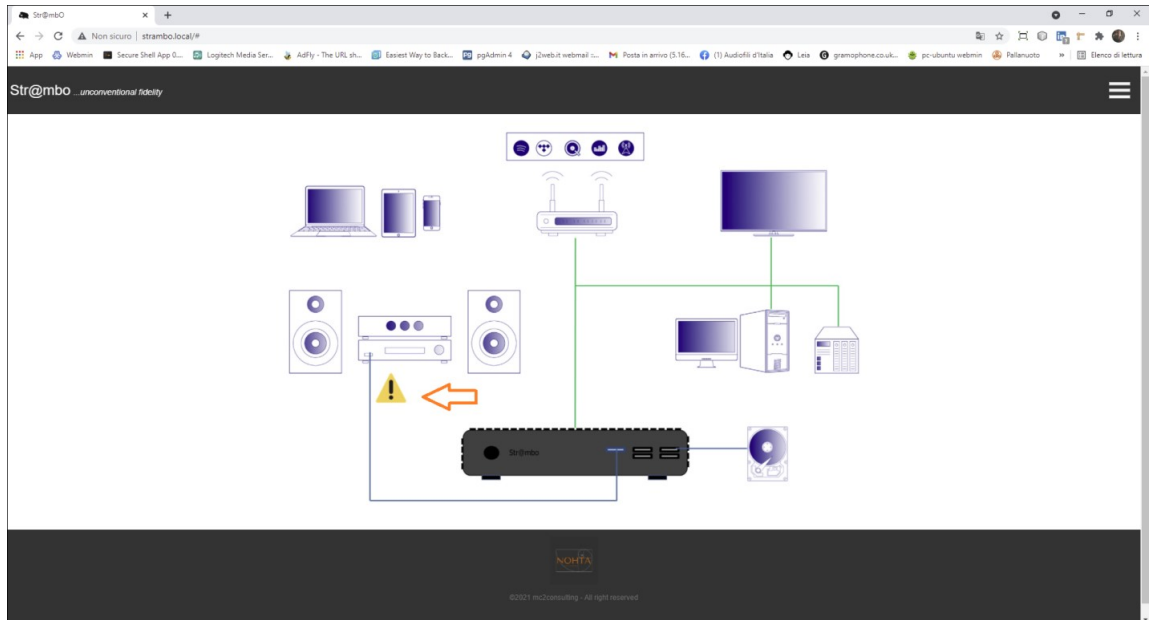 Str@mbO
Non sicuro | strambo.local/#
App
Webmin
Secure Shell App 0...
Logitech Media Ser...
AdFly - The URL sh...
Easiest Way to Back...
pgAdmin 4
j2web.it webmail ::...
Posta in arrivo (5.16...
(1) Audiofili d'Italia
Leia
gramophone.co.uk...
pc-ubuntu webmin
Pallanuoto
»
Elenco di lettura
Str@mbo ...unconventional fidelity
Str@mbo
NOHTA
©2021 mc2consulting - All right reserved